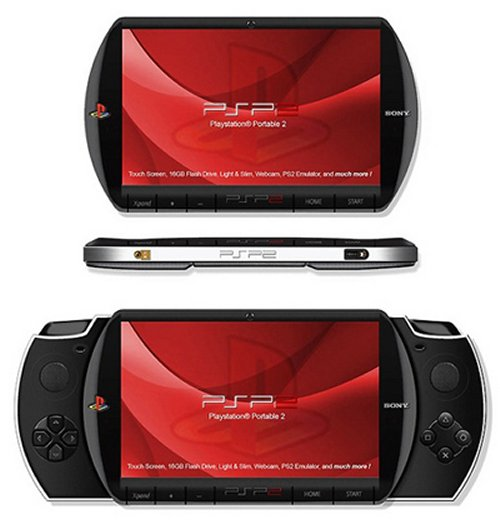 PSP2
Playstation® Portable 2
SONY
Touch Screen, 16GB Flash Drive, Light & Slim, Webcam, PS2 Emulator, and much more !
Xpand + − PSP2 HOME START
PSP2
PSP2
Playstation® Portable 2
SONY
Touch Screen, 16GB Flash Drive, Light & Slim, Webcam, PS2 Emulator, and much more !
Xpand + − PSP2 HOME START